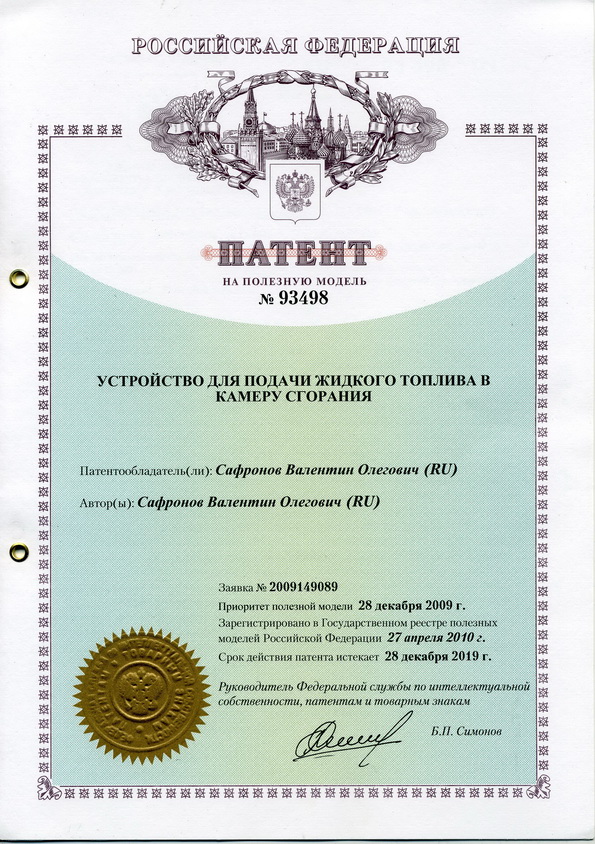 РОССИЙСКАЯ ФЕДЕРАЦИЯ
ПАТЕНТ
НА ПОЛЕЗНУЮ МОДЕЛЬ
№ 93498
УСТРОЙСТВО ДЛЯ ПОДАЧИ ЖИДКОГО ТОПЛИВА В
КАМЕРУ СГОРАНИЯ
Патентообладатель(ли): Сафронов Валентин Олегович (RU)
Автор(ы): Сафронов Валентин Олегович (RU)
Заявка № 2009149089
Приоритет полезной модели 28 декабря 2009 г.
Зарегистрировано в Государственном реестре полезных
моделей Российской Федерации 27 апреля 2010 г.
Срок действия патента истекает 28 декабря 2019 г.
Руководитель Федеральной службы по интеллектуальной
собственности, патентам и товарным знакам
Б.П. Симонов